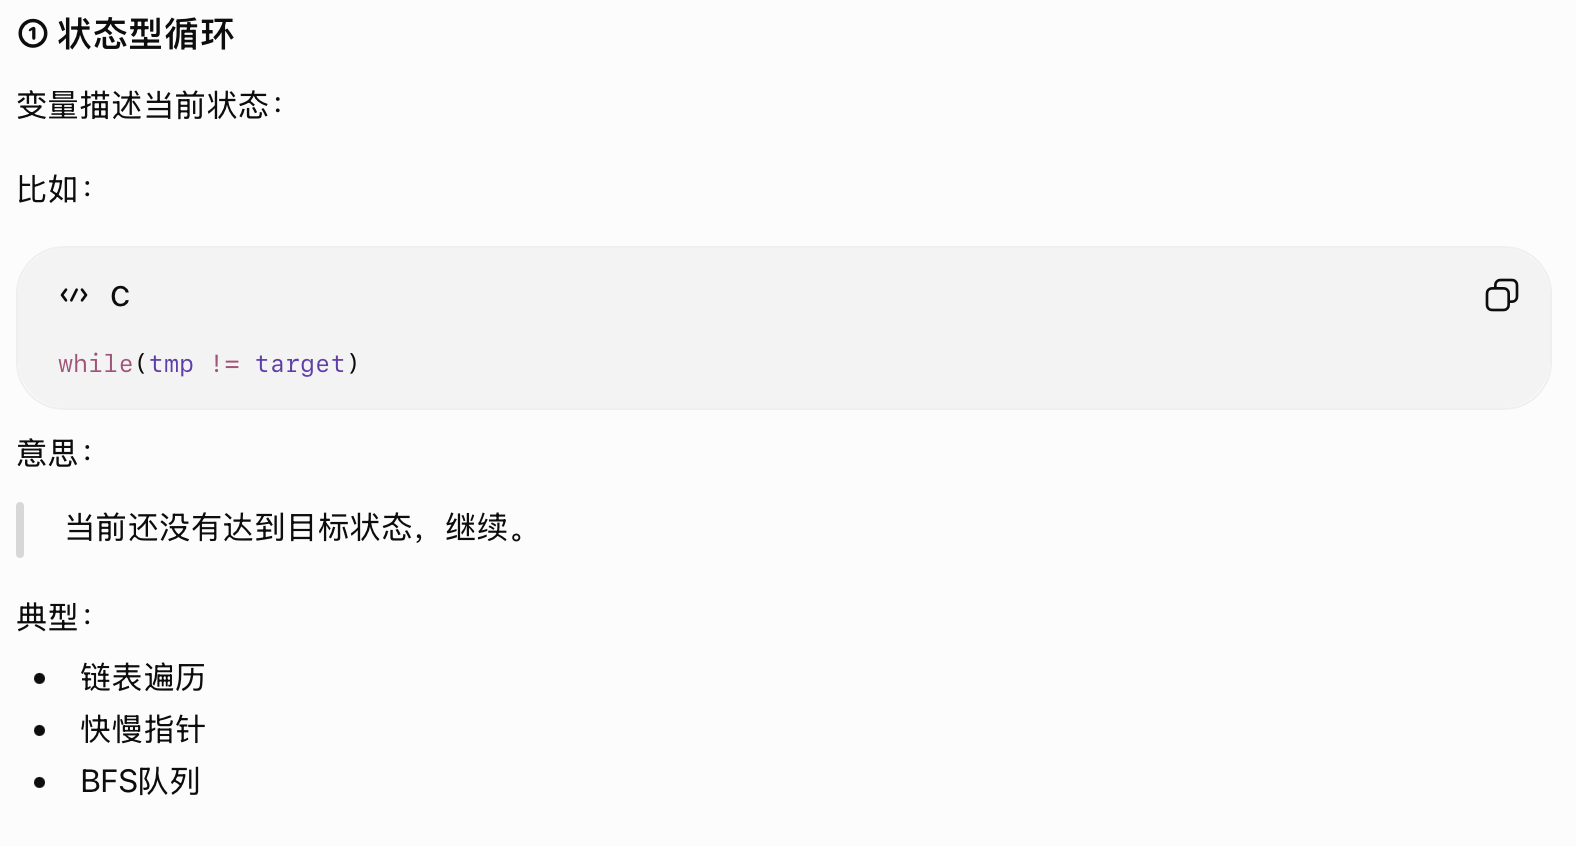 ① 状态型循环
变量描述当前状态：
比如：
C
while(tmp != target)
意思：
当前还没有达到目标状态，继续。
典型：
• 链表遍历
• 快慢指针
• BFS队列